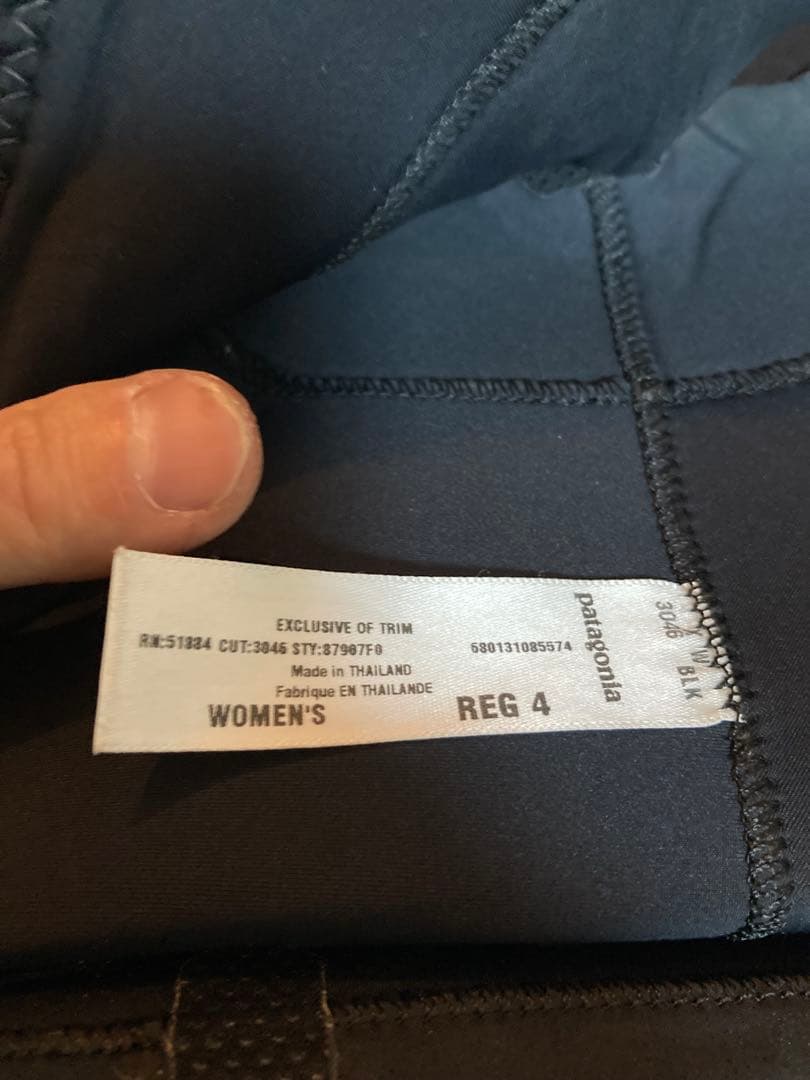 EXCLUSIVE OF TRIM
RN:51884 CUT:3046 STY:87907F0
680131085574
Made in THAILAND
Fabrique EN THAILANDE
WOMEN'S
REG 4
patagonia
3046
W
BLK